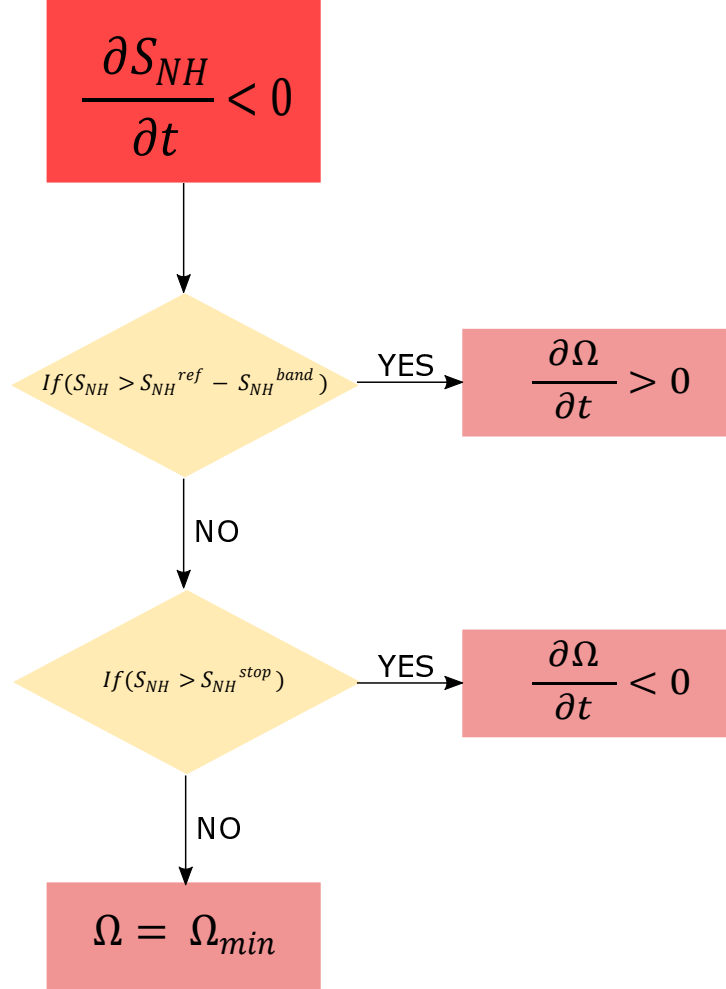 ∂S_NH
∂t < 0
If(S_NH > S_NH^ref − S_NH^band)
YES
∂Ω
∂t > 0
NO
If(S_NH > S_NH^stop)
YES
∂Ω
∂t < 0
NO
Ω = Ω_min